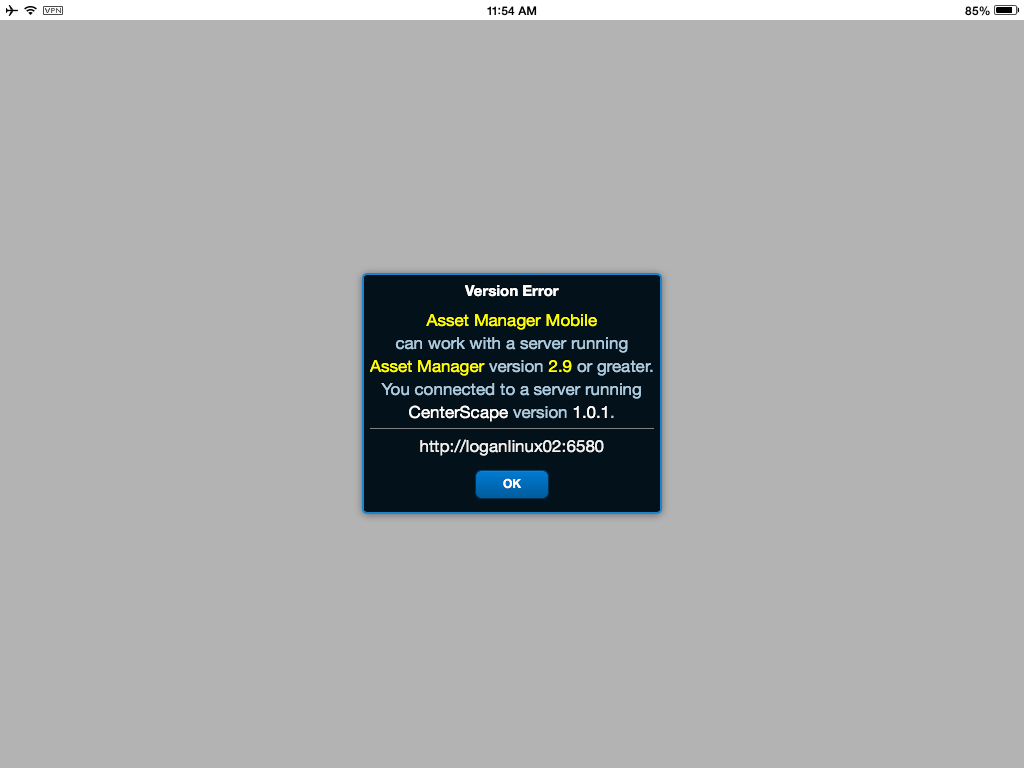 VPN 11:54 AM 85%
Version Error
Asset Manager Mobile
can work with a server running
Asset Manager version 2.9 or greater.
You connected to a server running
CenterScape version 1.0.1.
http://loganlinux02:6580
OK